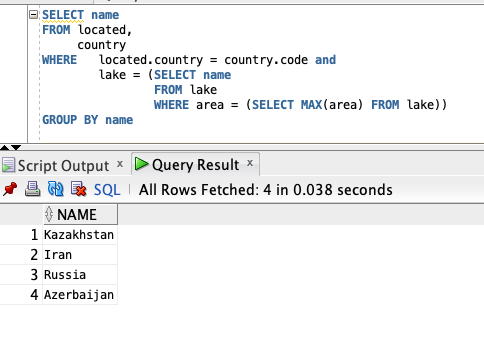 SELECT name
FROM located,
country
WHERE located.country = country.code and
lake = (SELECT name
FROM lake
WHERE area = (SELECT MAX(area) FROM lake))
GROUP BY name
Script Output x Query Result x
SQL All Rows Fetched: 4 in 0.038 seconds
NAME
1 Kazakhstan
2 Iran
3 Russia
4 Azerbaijan